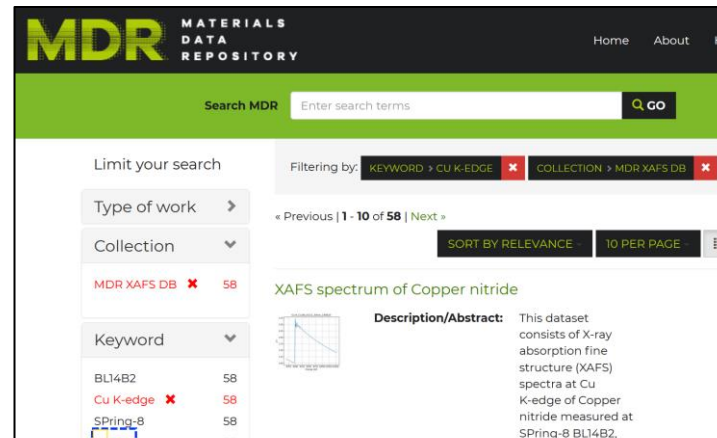 MDR
MATERIALS
DATA
REPOSITORY
Home About
Search MDR Enter search terms GO
Limit your search
Filtering by: KEYWORD > CU K-EDGE ✖ COLLECTION > MDR XAFS DB ✖
Type of work
« Previous | 1 - 10 of 58 | Next »
Collection
SORT BY RELEVANCE 10 PER PAGE
MDR XAFS DB ✖ 58
XAFS spectrum of Copper nitride
Keyword
Description/Abstract: This dataset
consists of X-ray
absorption fine
structure (XAFS)
spectra at Cu
K-edge of Copper
nitride measured at
SPring-8 BL14B2.
BL14B2 58
Cu K-edge ✖ 58
SPring-8 58